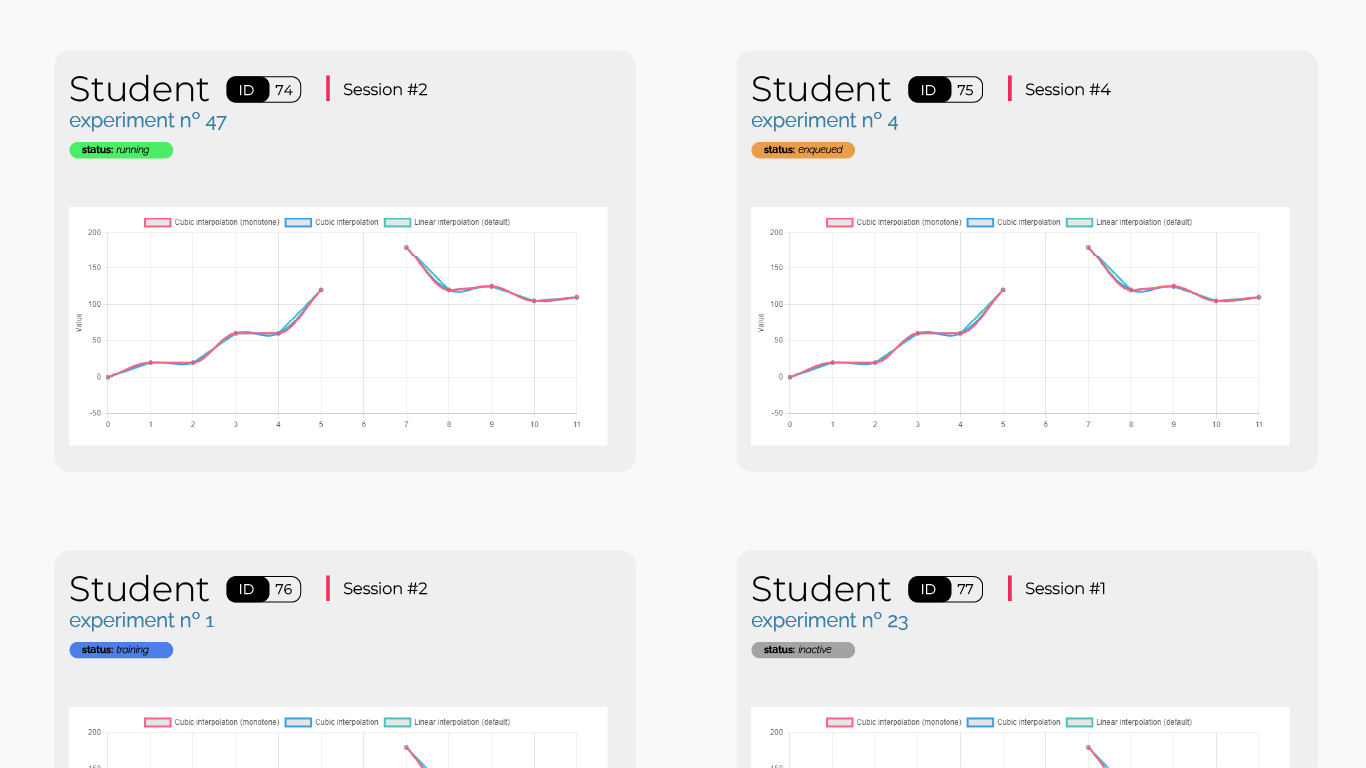 Student ID 74 Session #2
experiment nº 47
status: running
Cubic interpolation (monotone) Cubic interpolation Linear interpolation (default)
200
150
100
50
0
-50
Value
0 1 2 3 4 5 6 7 8 9 10 11
Student ID 75 Session #4
experiment nº 4
status: enqueued
Cubic interpolation (monotone) Cubic interpolation Linear interpolation (default)
200
150
100
50
0
-50
Value
0 1 2 3 4 5 6 7 8 9 10 11
Student ID 76 Session #2
experiment nº 1
status: training
Cubic interpolation (monotone) Cubic interpolation Linear interpolation (default)
200
Student ID 77 Session #1
experiment nº 23
status: inactive
Cubic interpolation (monotone) Cubic interpolation Linear interpolation (default)
200